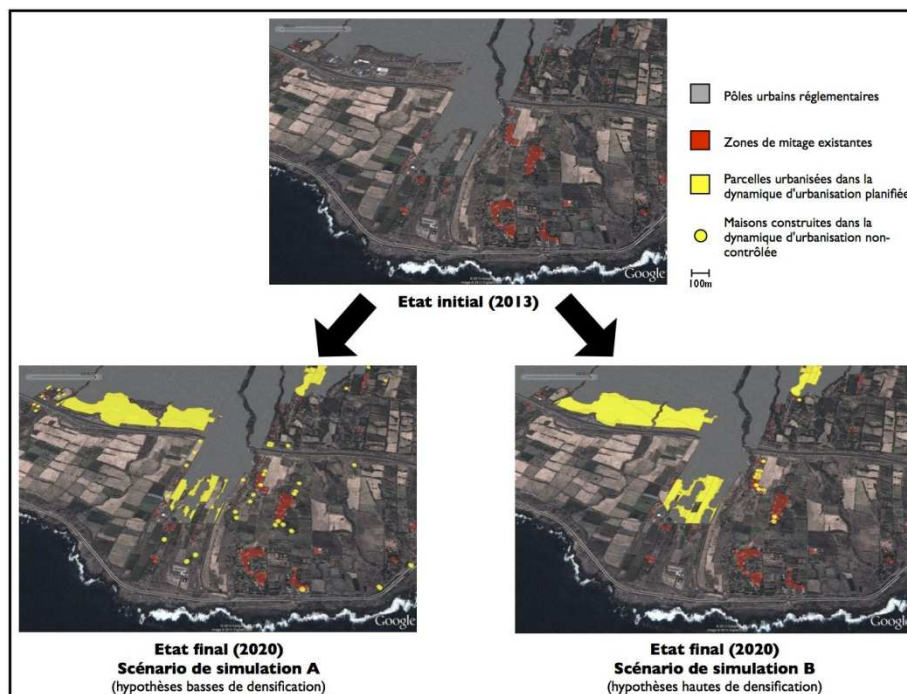 Pôles urbains réglementaires
Zones de mitage existantes
Parcelles urbanisées dans la
dynamique d'urbanisation planifiée
Maisons construites dans la
dynamique d'urbanisation non-
contrôlée
100m
Google
Etat initial (2013)
Google
Google
Etat final (2020)
Scénario de simulation A
(hypothèses basses de densification)
Etat final (2020)
Scénario de simulation B
(hypothèses hautes de densification)